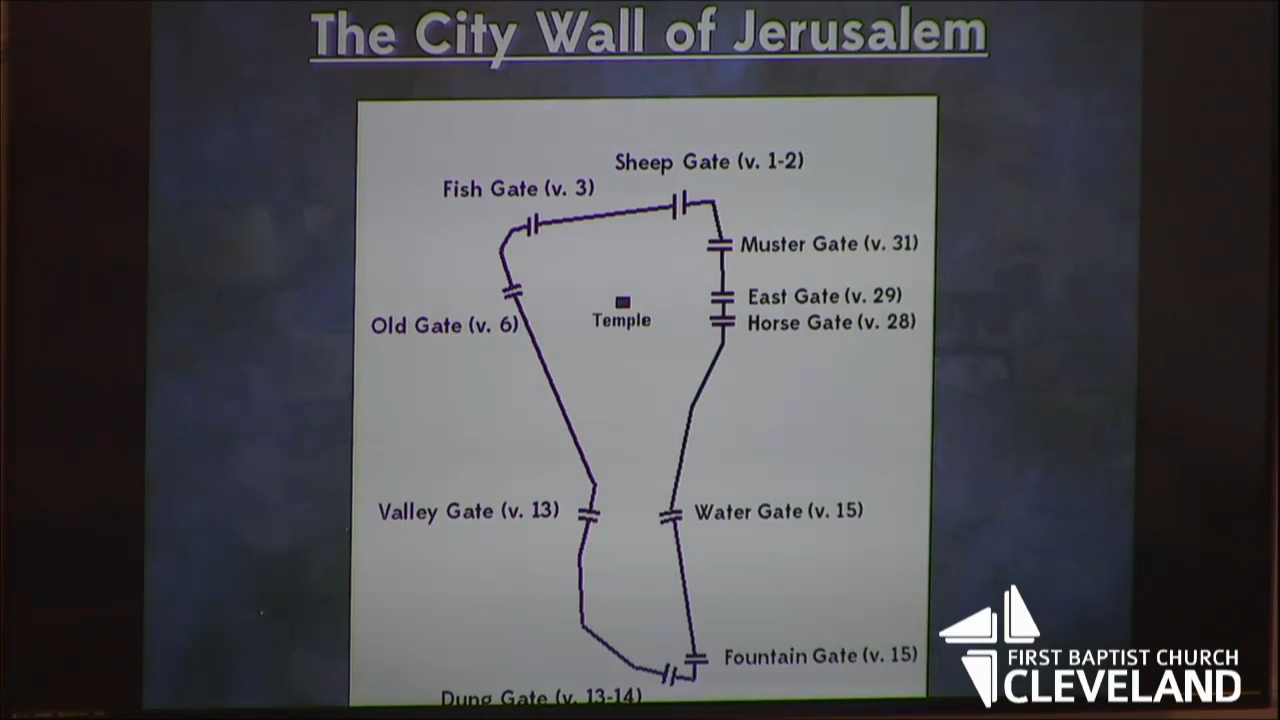 The City Wall of Jerusalem
Sheep Gate (v. 1-2)
Fish Gate (v. 3)
Muster Gate (v. 31)
East Gate (v. 29)
Old Gate (v. 6)
Temple
Horse Gate (v. 28)
Valley Gate (v. 13)
Water Gate (v. 15)
Fountain Gate (v. 15)
Dung Gate (v. 13-14)
FIRST BAPTIST CHURCH
CLEVELAND